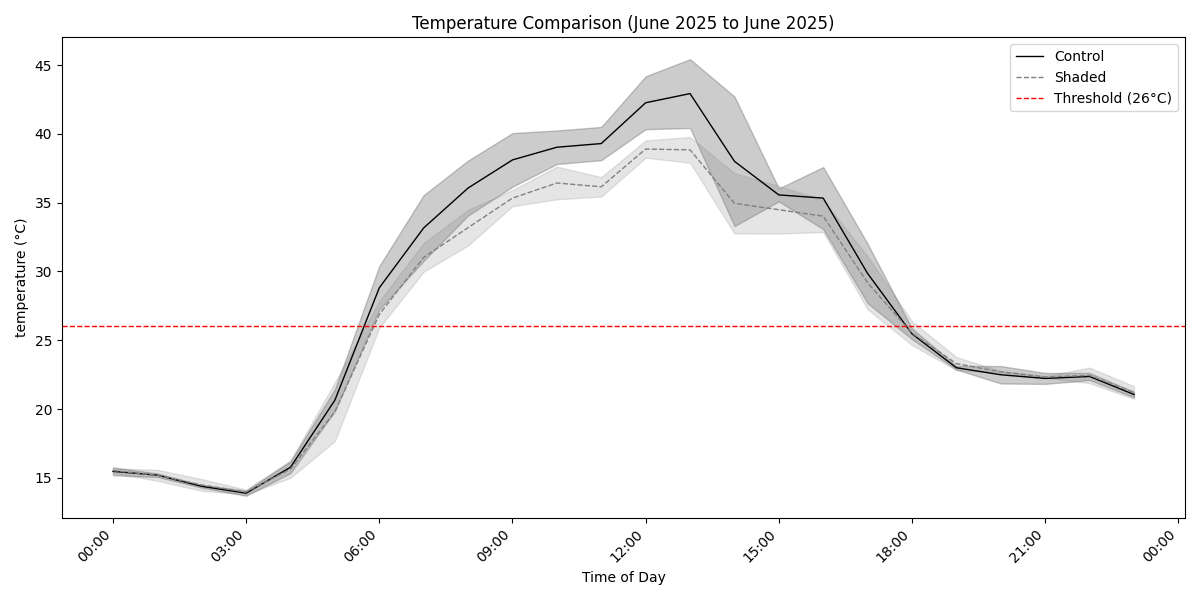 Temperature Comparison (June 2025 to June 2025)
Control
Shaded
Threshold (26°C)
temperature (°C)
45
40
35
30
25
20
15
00:00
03:00
06:00
09:00
12:00
15:00
18:00
21:00
00:00
Time of Day